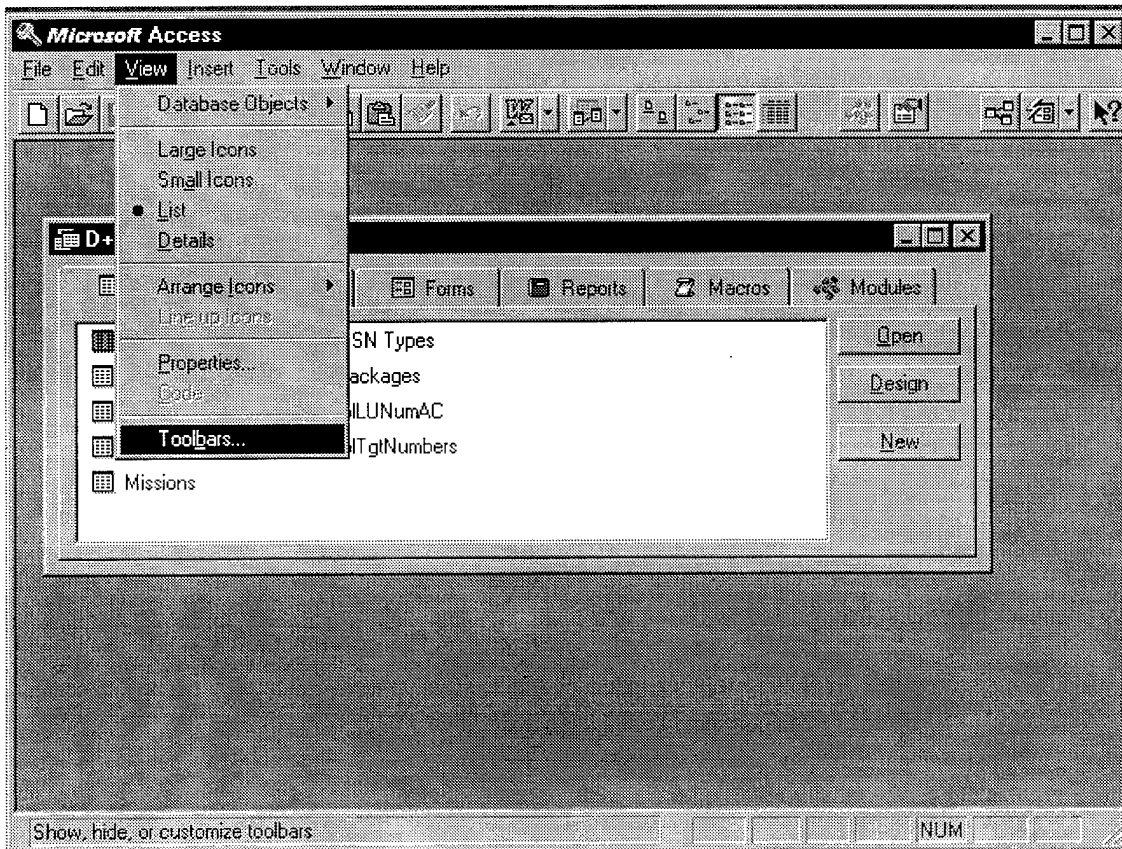 Microsoft Access
File Edit View Insert Tools Window Help
Database Objects
Large Icons
Small Icons
List
Details
Arrange Icons
Line up Icons
Properties...
Code
Toolbars...
D+
Forms Reports Macros Modules
SN Types
ackages
lLUNumAC
lTgtNumbers
Missions
Open
Design
New
Show, hide, or customize toolbars NUM